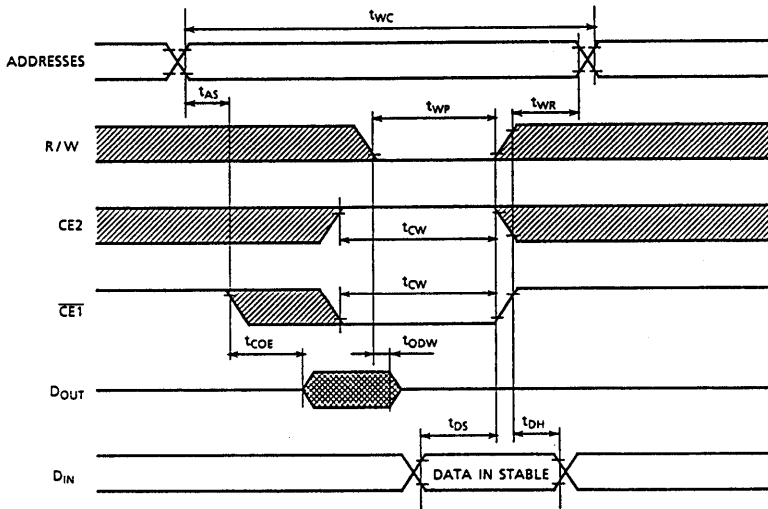 tWC
ADDRESSES
tAS
tWP
tWR
R/W
CE2
tCW
tCW
CE1
tCOE
tODW
DOUT
tDS
tDH
DIN
DATA IN STABLE